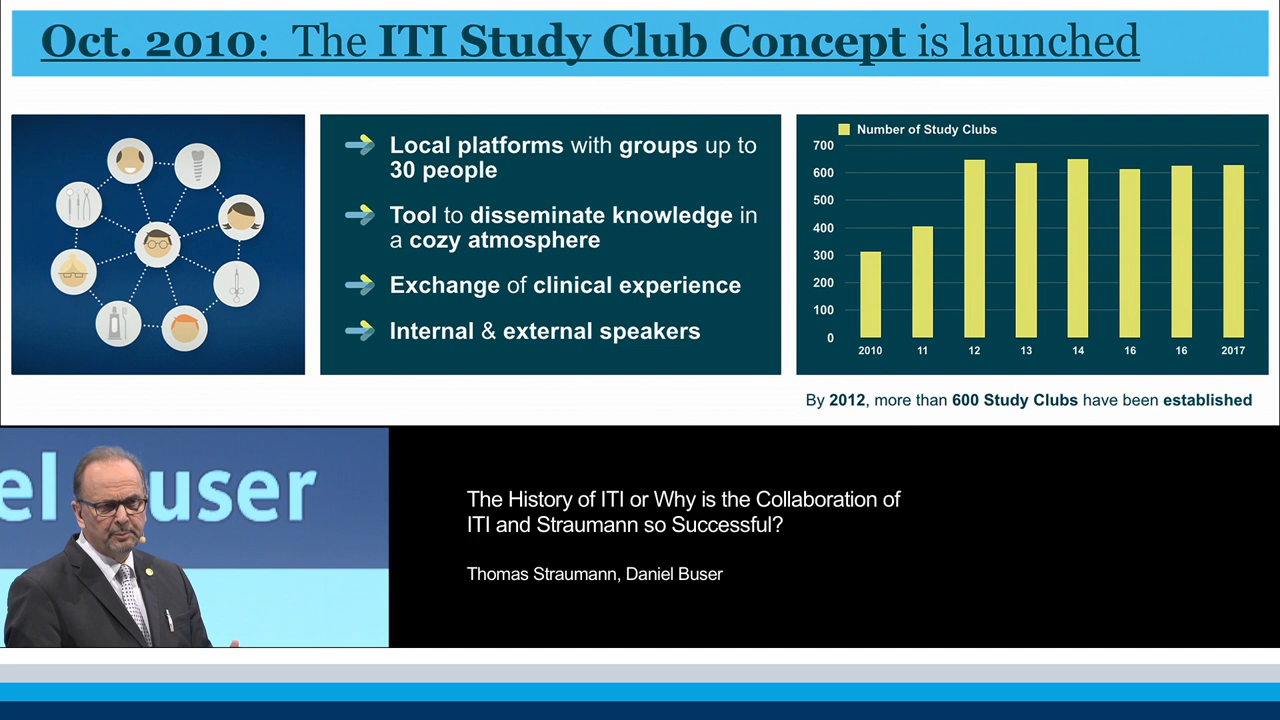 Oct. 2010: The ITI Study Club Concept is launched
Local platforms with groups up to
30 people
Tool to disseminate knowledge in
a cozy atmosphere
Exchange of clinical experience
Internal & external speakers
Number of Study Clubs
700
600
500
400
300
200
100
0
2010 11 12 13 14 16 16 2017
By 2012, more than 600 Study Clubs have been established
el user
The History of ITI or Why is the Collaboration of
ITI and Straumann so Successful?
Thomas Straumann, Daniel Buser